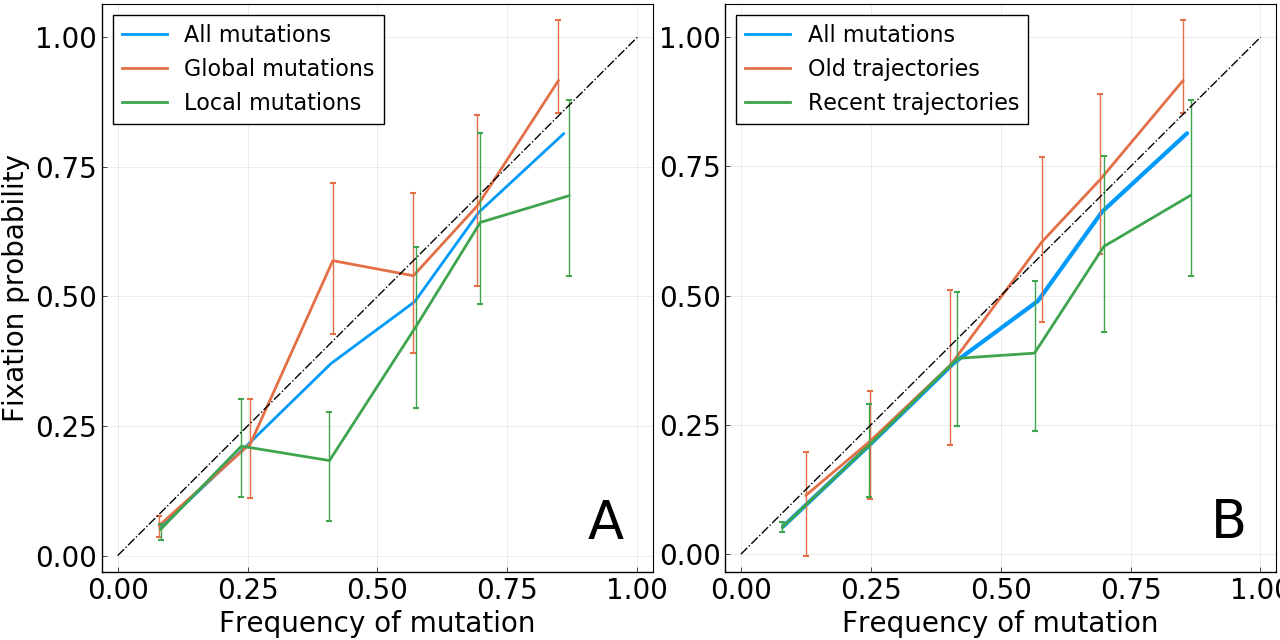 All mutations
Global mutations
Local mutations
Fixation probability
1.00
0.75
0.50
0.25
0.00
A
0.00 0.25 0.50 0.75 1.00
Frequency of mutation
All mutations
Old trajectories
Recent trajectories
1.00
0.75
0.50
0.25
0.00
B
0.00 0.25 0.50 0.75 1.00
Frequency of mutation